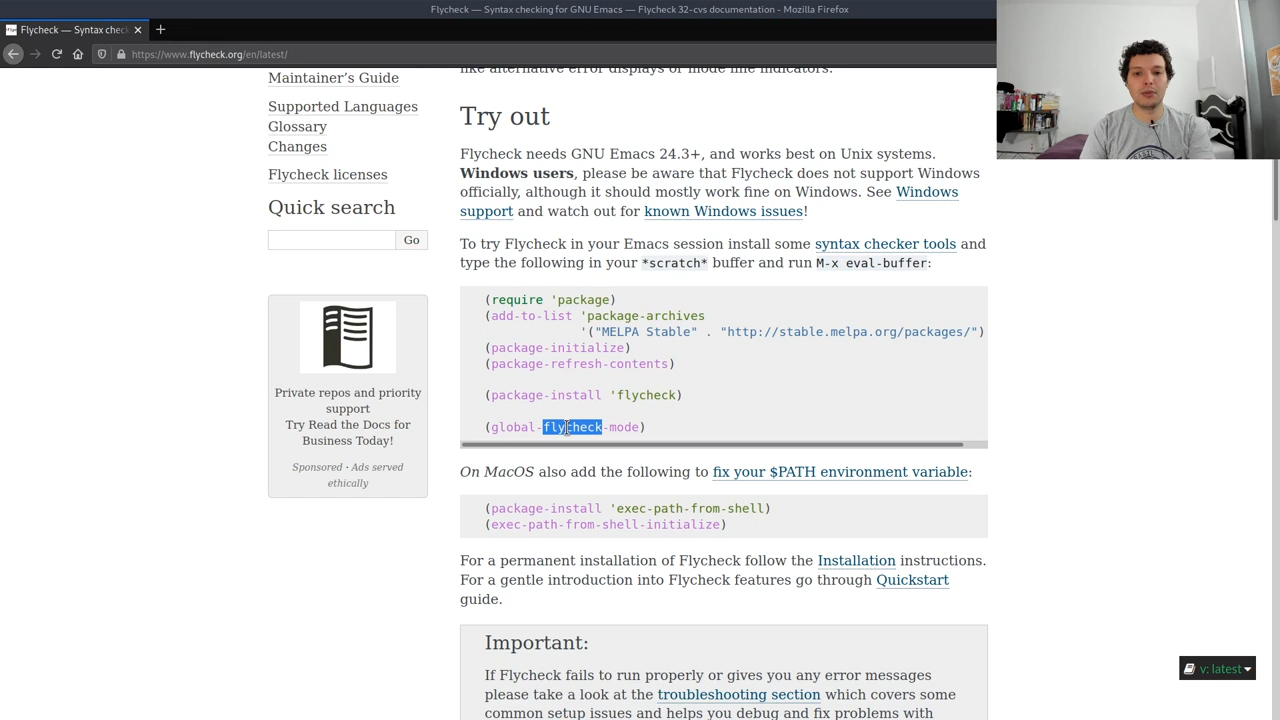 Flycheck — Syntax checking for GNU Emacs — Flycheck 32-cvs documentation - Mozilla Firefox
Flycheck — Syntax check
https://www.flycheck.org/en/latest/
Maintainer's Guide
Supported Languages
Glossary
Changes
Flycheck licenses
Quick search
Go
Private repos and priority
support
Try Read the Docs for
Business Today!
Sponsored · Ads served
ethically
like alternative error displays or mode line indicators.
Try out
Flycheck needs GNU Emacs 24.3+, and works best on Unix systems.
Windows users, please be aware that Flycheck does not support Windows
officially, although it should mostly work fine on Windows. See Windows
support and watch out for known Windows issues!
To try Flycheck in your Emacs session install some syntax checker tools and
type the following in your *scratch* buffer and run M-x eval-buffer:
(require 'package)
(add-to-list 'package-archives
'("MELPA Stable" . "http://stable.melpa.org/packages/")
(package-initialize)
(package-refresh-contents)
(package-install 'flycheck)
(global-flycheck-mode)
On MacOS also add the following to fix your $PATH environment variable:
(package-install 'exec-path-from-shell)
(exec-path-from-shell-initialize)
For a permanent installation of Flycheck follow the Installation instructions.
For a gentle introduction into Flycheck features go through Quickstart
guide.
Important:
If Flycheck fails to run properly or gives you any error messages
please take a look at the troubleshooting section which covers some
common setup issues and helps you debug and fix problems with
v: latest